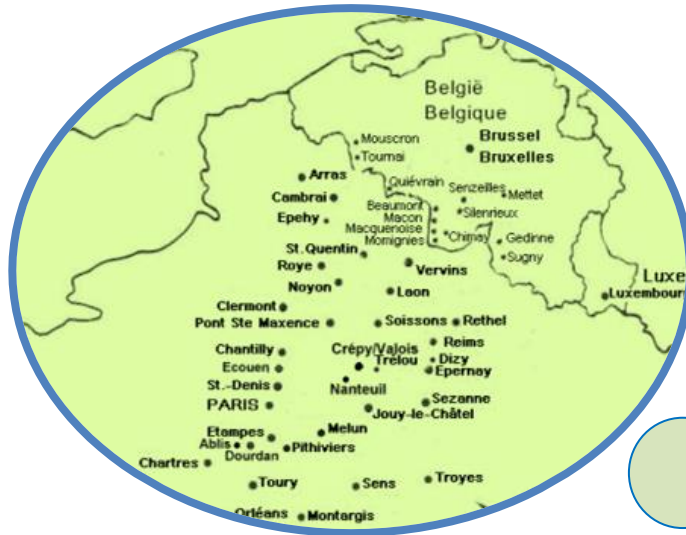 België
Belgique
Brussel
Bruxelles
Mouscron
Tournai
Arras
Quiévrain
Senzeilles
Mettet
Cambrai
Beaumont
Silenrieux
Epehy
Macon
Macquenoise
Chimay
Momignies
Gedinne
St.Quentin
Sugny
Roye
Vervins
Luxe
Noyon
Laon
Luxembourg
Clermont
Pont Ste Maxence
Soissons
Rethel
Reims
Chantilly
Crépy/Valois
Trélou
Dizy
Ecouen
Epernay
St.-Denis
Nanteuil
PARIS
Sezanne
Jouy-le-Châtel
Melun
Etampes
Ablis
Dourdan
Pithiviers
Chartres
Toury
Sens
Troyes
Orléans
Montargis